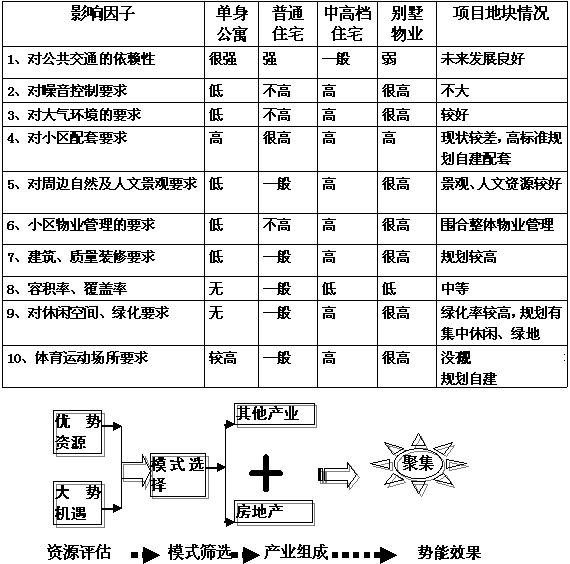 影响因子 单身公寓 普通住宅 中高档住宅 别墅物业 项目地块情况
1、对公共交通的依赖性 很强 强 一般 弱 未来发展良好
2、对噪音控制要求 低 不高 高 很高 不大
3、对大气环境的要求 低 不高 高 很高 较好
4、对小区配套要求 高 很高 高 高 现状较差，高标准规
划自建配套
5、对周边自然及人文景观要求 低 一般 高 很高 景观、人文资源较好
6、小区物业管理的要求 低 不高 高 很高 围合整体物业管理
7、建筑、质量装修要求 低 一般 高 很高 规划较高
8、容积率、覆盖率 无 一般 低 低 中等
9、对休闲空间、绿化要求 无 一般 高 很高 绿化率较高，规划有
集中休闲、绿地
10、体育运动场所要求 较高 一般 高 很高 没有
规划自建
优势
资源
大势
机遇
模式选
择
其他产业
房地产
聚集
资源评估 模式筛选 产业组成 势能效果